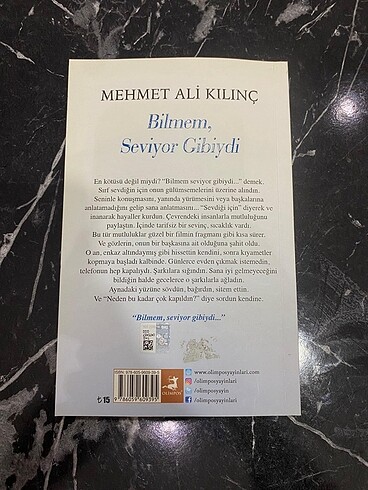 MEHMET ALİ KILINÇ
Bilmem,
Seviyor Gibiydi
En kötüsü değil miydi? "Bilmem seviyor gibiydi..." demek.
Sırf sevdiğin için onun gülümsemelerini üzerine alındın.
Seninle konuşmasını, yanında yürümesini veya başkalarına
anlatamadığını gelip sana anlatmasını... "Sevdiği için" diyerek ve
inanarak hayaller kurdun. Çevrendeki insanlarla mutluluğunu
paylaştın. İçinde tarifsiz bir sevinç, sıcaklık vardı.
Bu tür mutluluklar güzel bir filmin fragmanı gibi kısa sürer.
Ve gözlerin, onun bir başkasına ait olduğuna şahit oldu.
O an, enkaz altındaymış gibi hissettin kendini, sonra kıyametler
kopmaya başladı kalbinde. Günlerce evden çıkmak istemedin,
telefonun hep kapalıydı. Şarkılara sığındın. Sana iyi gelmeyeceğini
bildiğin halde gecelerce o şarkılarla ağladın.
Aynadaki yüzüne sövdün, bağırdın, sitem ettin.
Ve "Neden bu kadar çok kapıldın?" diye sordun kendine.
"Bilmem, seviyor gibiydi..."
₺15
9786059609395
OLİMPOS
www.olimposyayinlari.com
/olimposyayinlari
/olimposyayin
/olimposyayinlari